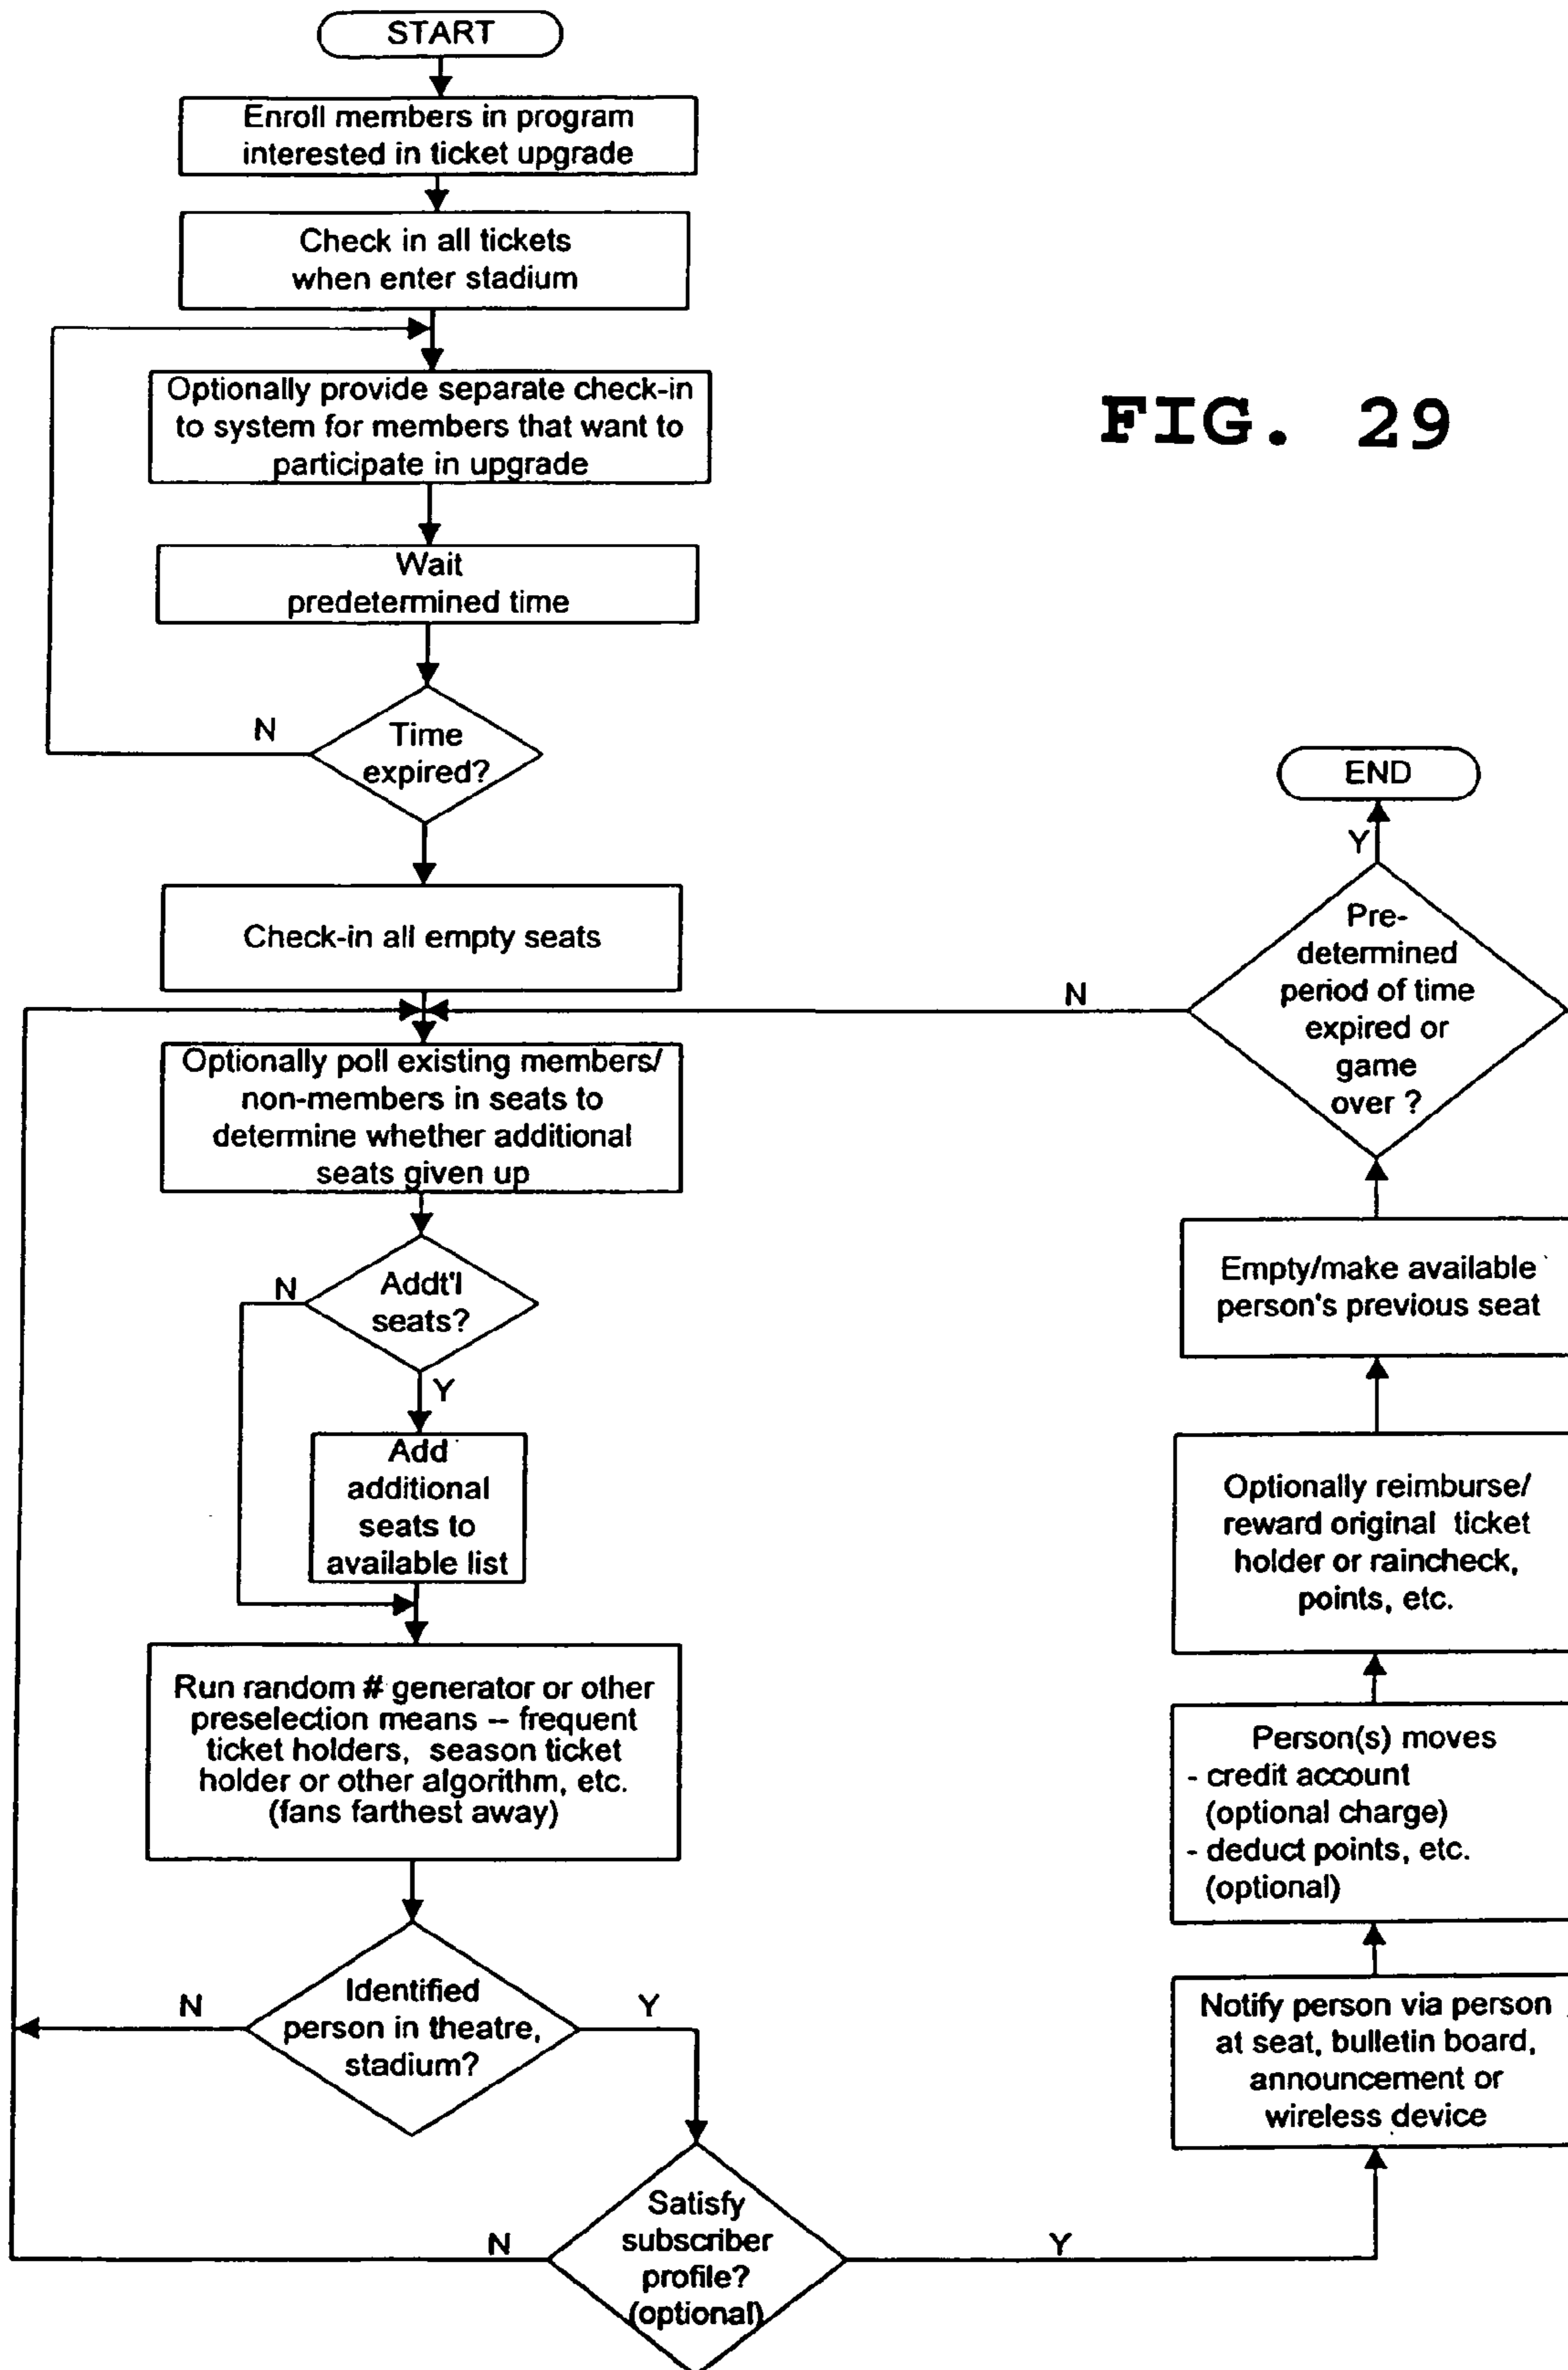 START
Enroll members in program
interested in ticket upgrade
Check in all tickets
when enter stadium
FIG. 29
Optionally provide separate check-in
to system for members that want to
participate in upgrade
Wait
predetermined time
N
Time
expired?
Check-in all empty seats
Optionally poll existing members/
non-members in seats to
determine whether additional
seats given up
N
Addt'l
seats?
Y
Add
additional
seats to
available list
Run random # generator or other
preselection means -- frequent
ticket holders, season ticket
holder or other algorithm, etc.
(fans farthest away)
N
Identified
person in theatre,
stadium?
Y
N
Satisfy
subscriber
profile?
(optional)
Y
Notify person via person
at seat, bulletin board,
announcement or
wireless device
Person(s) moves
- credit account
(optional charge)
- deduct points, etc.
(optional)
Optionally reimburse/
reward original ticket
holder or raincheck,
points, etc.
Empty/make available
person's previous seat
Pre-
determined
period of time
expired or
game
over ?
N
Y
END